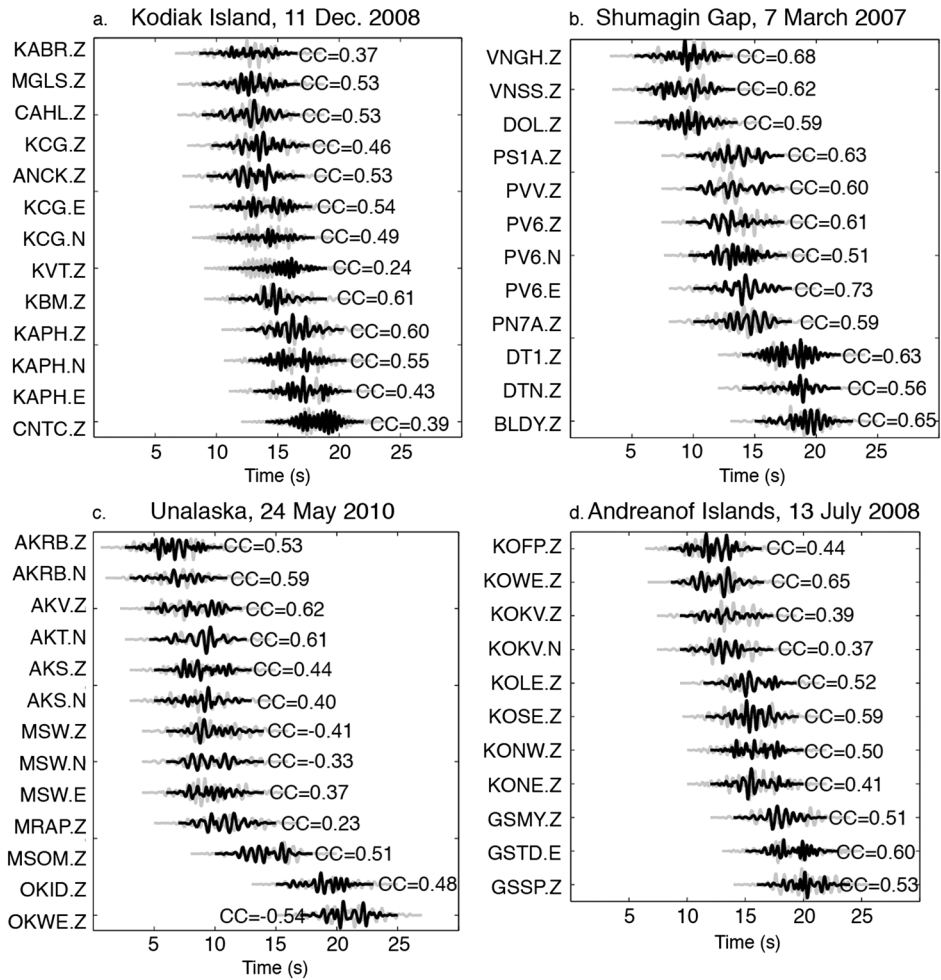 a. Kodiak Island, 11 Dec. 2008
KABR.Z CC=0.37
MGLS.Z CC=0.53
CAHL.Z CC=0.53
KCG.Z CC=0.46
ANCK.Z CC=0.53
KCG.E CC=0.54
KCG.N CC=0.49
KVT.Z CC=0.24
KBM.Z CC=0.61
KAPH.Z CC=0.60
KAPH.N CC=0.55
KAPH.E CC=0.43
CNTC.Z CC=0.39
5 10 15 20 25
Time (s)
b. Shumagin Gap, 7 March 2007
VNGH.Z CC=0.68
VNSS.Z CC=0.62
DOL.Z CC=0.59
PS1A.Z CC=0.63
PVV.Z CC=0.60
PV6.Z CC=0.61
PV6.N CC=0.51
PV6.E CC=0.73
PN7A.Z CC=0.59
DT1.Z CC=0.63
DTN.Z CC=0.56
BLDY.Z CC=0.65
5 10 15 20 25
Time (s)
c. Unalaska, 24 May 2010
AKRB.Z CC=0.53
AKRB.N CC=0.59
AKV.Z CC=0.62
AKT.N CC=0.61
AKS.Z CC=0.44
AKS.N CC=0.40
MSW.Z CC=-0.41
MSW.N CC=-0.33
MSW.E CC=0.37
MRAP.Z CC=0.23
MSOM.Z CC=0.51
OKID.Z CC=0.48
OKWE.Z CC=-0.54
5 10 15 20 25
Time (s)
d. Andreanof Islands, 13 July 2008
KOFP.Z CC=0.44
KOWE.Z CC=0.65
KOKV.Z CC=0.39
KOKV.N CC=0.0.37
KOLE.Z CC=0.52
KOSE.Z CC=0.59
KONW.Z CC=0.50
KONE.Z CC=0.41
GSMY.Z CC=0.51
GSTD.E CC=0.60
GSSP.Z CC=0.53
5 10 15 20 25
Time (s)